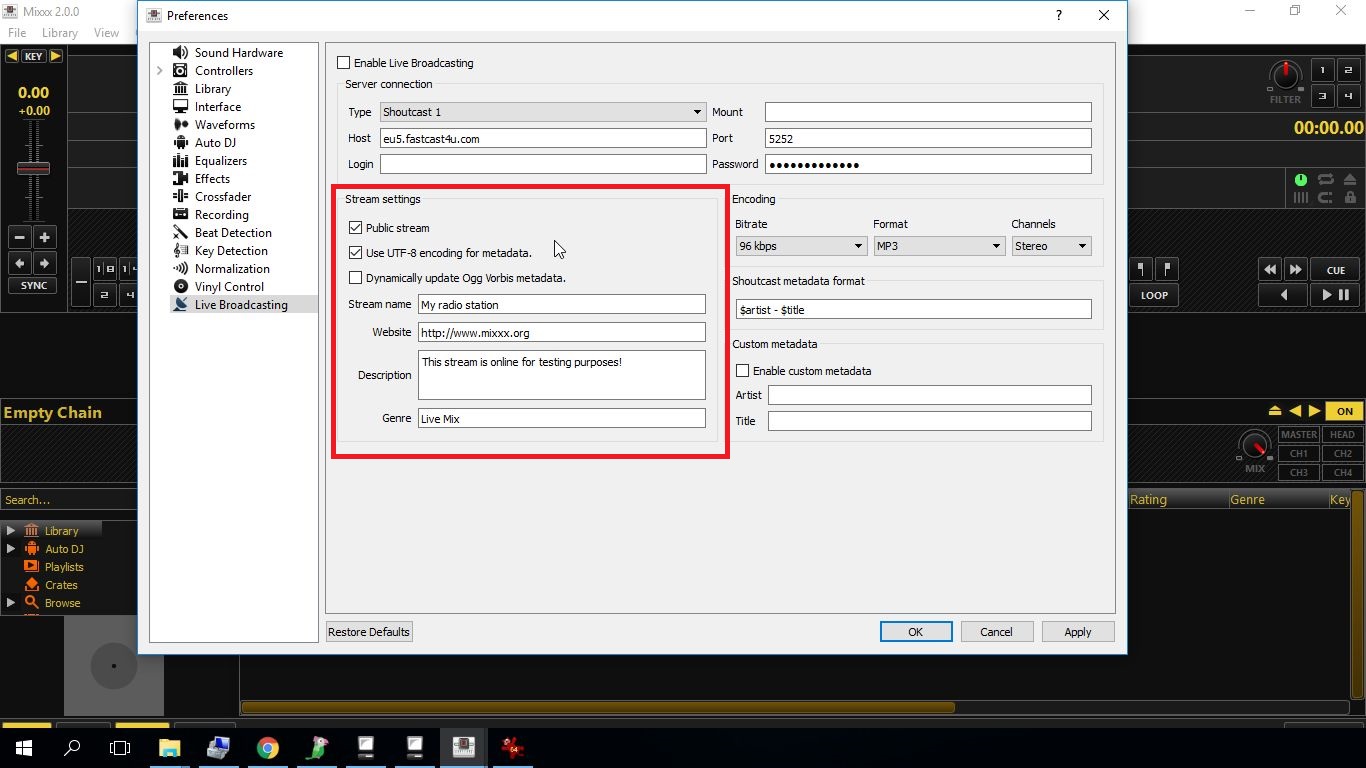 Mixxx 2.0.0
File Library View
KEY
0.00
+0.00
SYNC
Empty Chain
Search...
Library
Auto DJ
Playlists
Crates
Browse
Preferences
?
Sound Hardware
Controllers
Library
Interface
Waveforms
Auto DJ
Equalizers
Effects
Crossfader
Recording
Beat Detection
Key Detection
Normalization
Vinyl Control
Live Broadcasting
Enable Live Broadcasting
Server connection
Type Shoutcast 1 Mount
Host eu5.fastcast4u.com Port 5252
Login Password ●●●●●●●●●●●●●
Stream settings
Public stream
Use UTF-8 encoding for metadata.
Dynamically update Ogg Vorbis metadata.
Stream name My radio station
Website http://www.mixxx.org
Description This stream is online for testing purposes!
Genre Live Mix
Encoding
Bitrate Format Channels
96 kbps MP3 Stereo
Shoutcast metadata format
$artist - $title
Custom metadata
Enable custom metadata
Artist
Title
Restore Defaults OK Cancel Apply
1 2
FILTER 3 4
00:00.00
CUE
LOOP
ON
MASTER HEAD
CH1 CH2
MIX CH3 CH4
Rating Genre Key
64